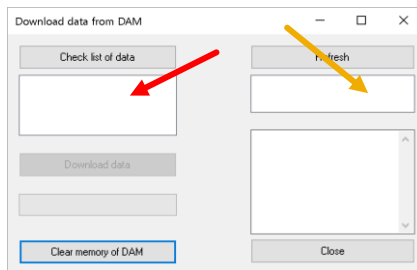 Download data from DAM
Check list of data
Refresh
Download data
Clear memory of DAM
Close